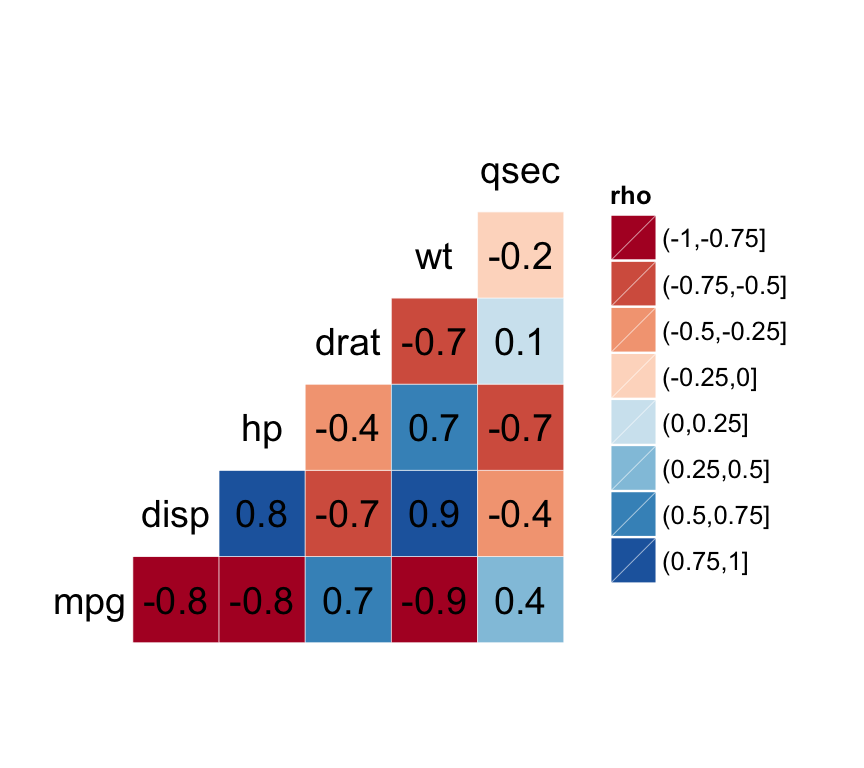 qsec
wt -0.2
drat -0.7 0.1
hp -0.4 0.7 -0.7
disp 0.8 -0.7 0.9 -0.4
mpg -0.8 -0.8 0.7 -0.9 0.4
rho
(-1,-0.75]
(-0.75,-0.5]
(-0.5,-0.25]
(-0.25,0]
(0,0.25]
(0.25,0.5]
(0.5,0.75]
(0.75,1]